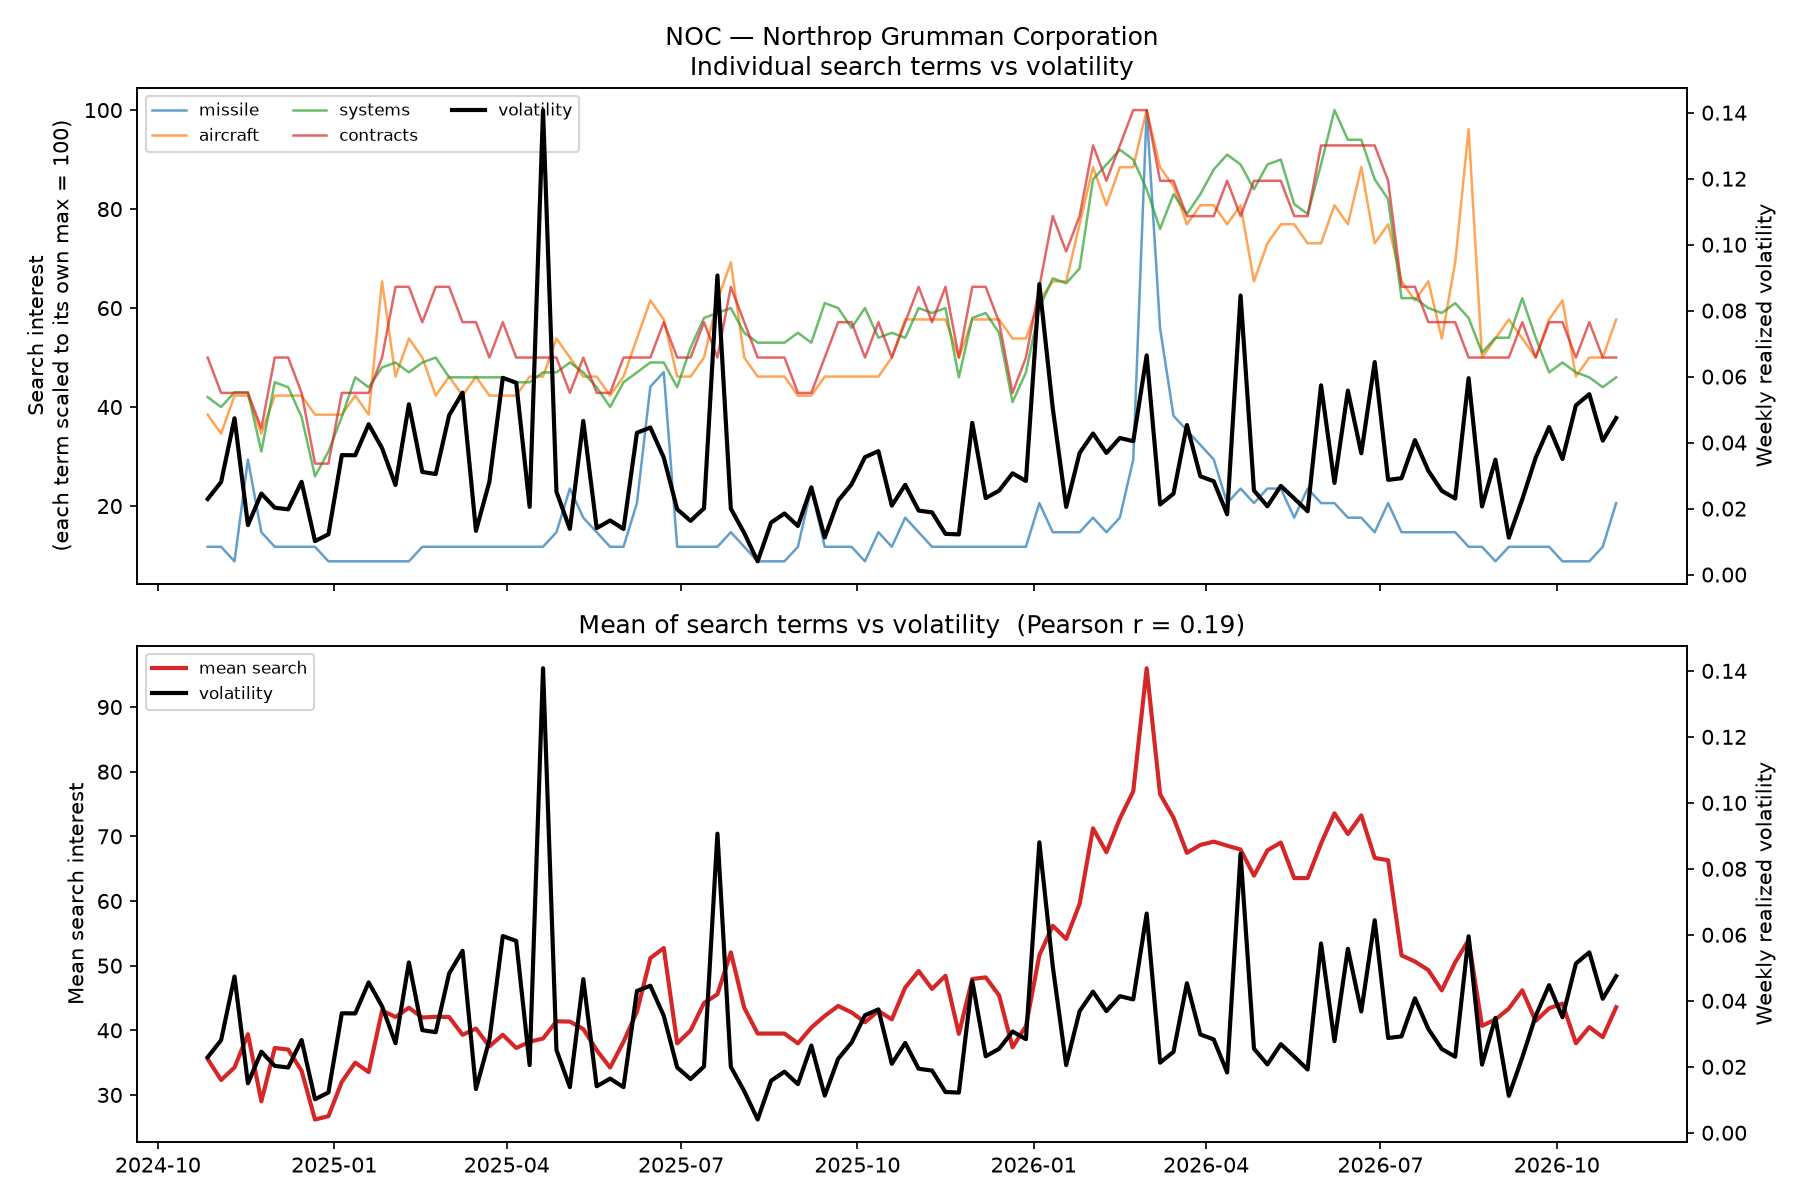 NOC — Northrop Grumman Corporation
Individual search terms vs volatility
missile
aircraft
systems
contracts
volatility
Search interest
(each term scaled to its own max = 100)
100
80
60
40
20
Weekly realized volatility
0.14
0.12
0.10
0.08
0.06
0.04
0.02
0.00
Mean of search terms vs volatility  (Pearson r = 0.19)
mean search
volatility
Mean search interest
90
80
70
60
50
40
30
Weekly realized volatility
0.14
0.12
0.10
0.08
0.06
0.04
0.02
0.00
2024-10
2025-01
2025-04
2025-07
2025-10
2026-01
2026-04
2026-07
2026-10